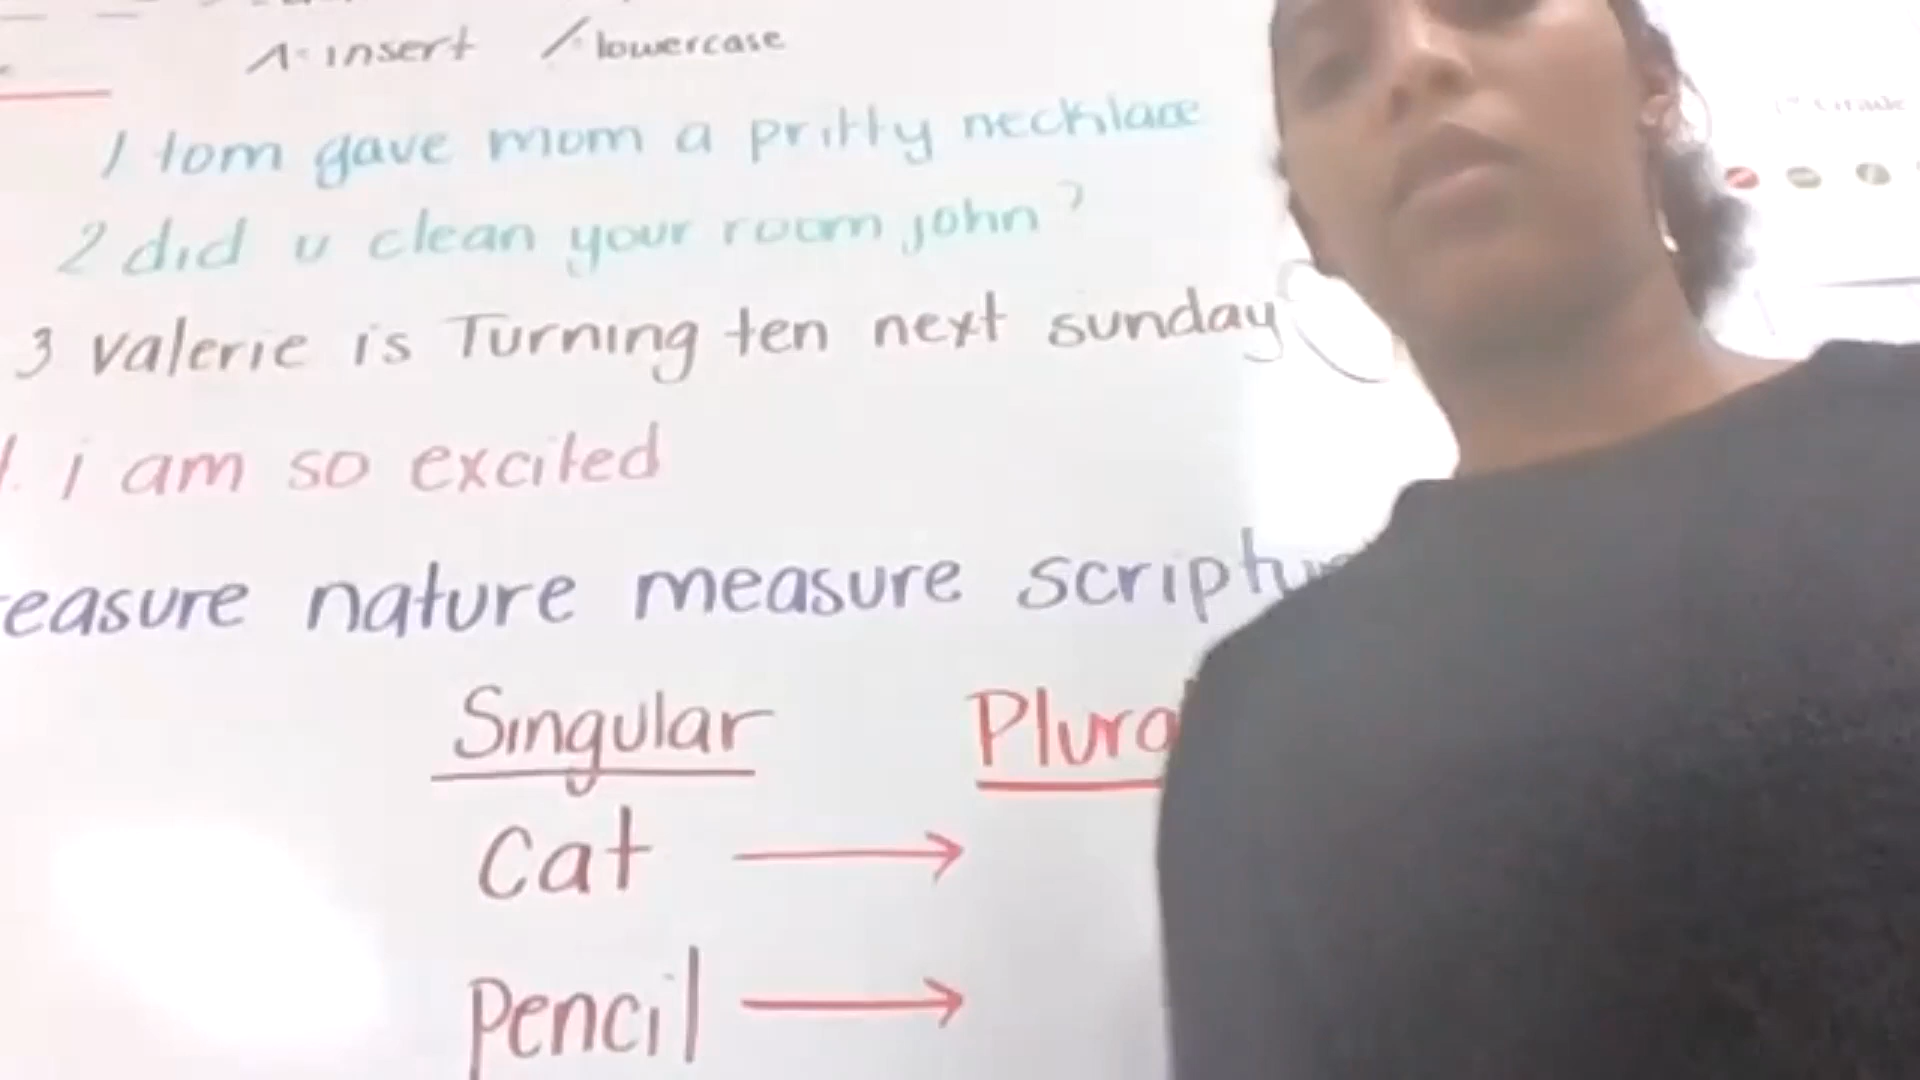 ^ - insert / - lowercase
1 tom gave mom a pritty necklace
2 did u clean your room john?
3 valerie is Turning ten next sunday
i am so excited
easure nature measure scriptu
Singular Plura
cat →
pencil →
Grade